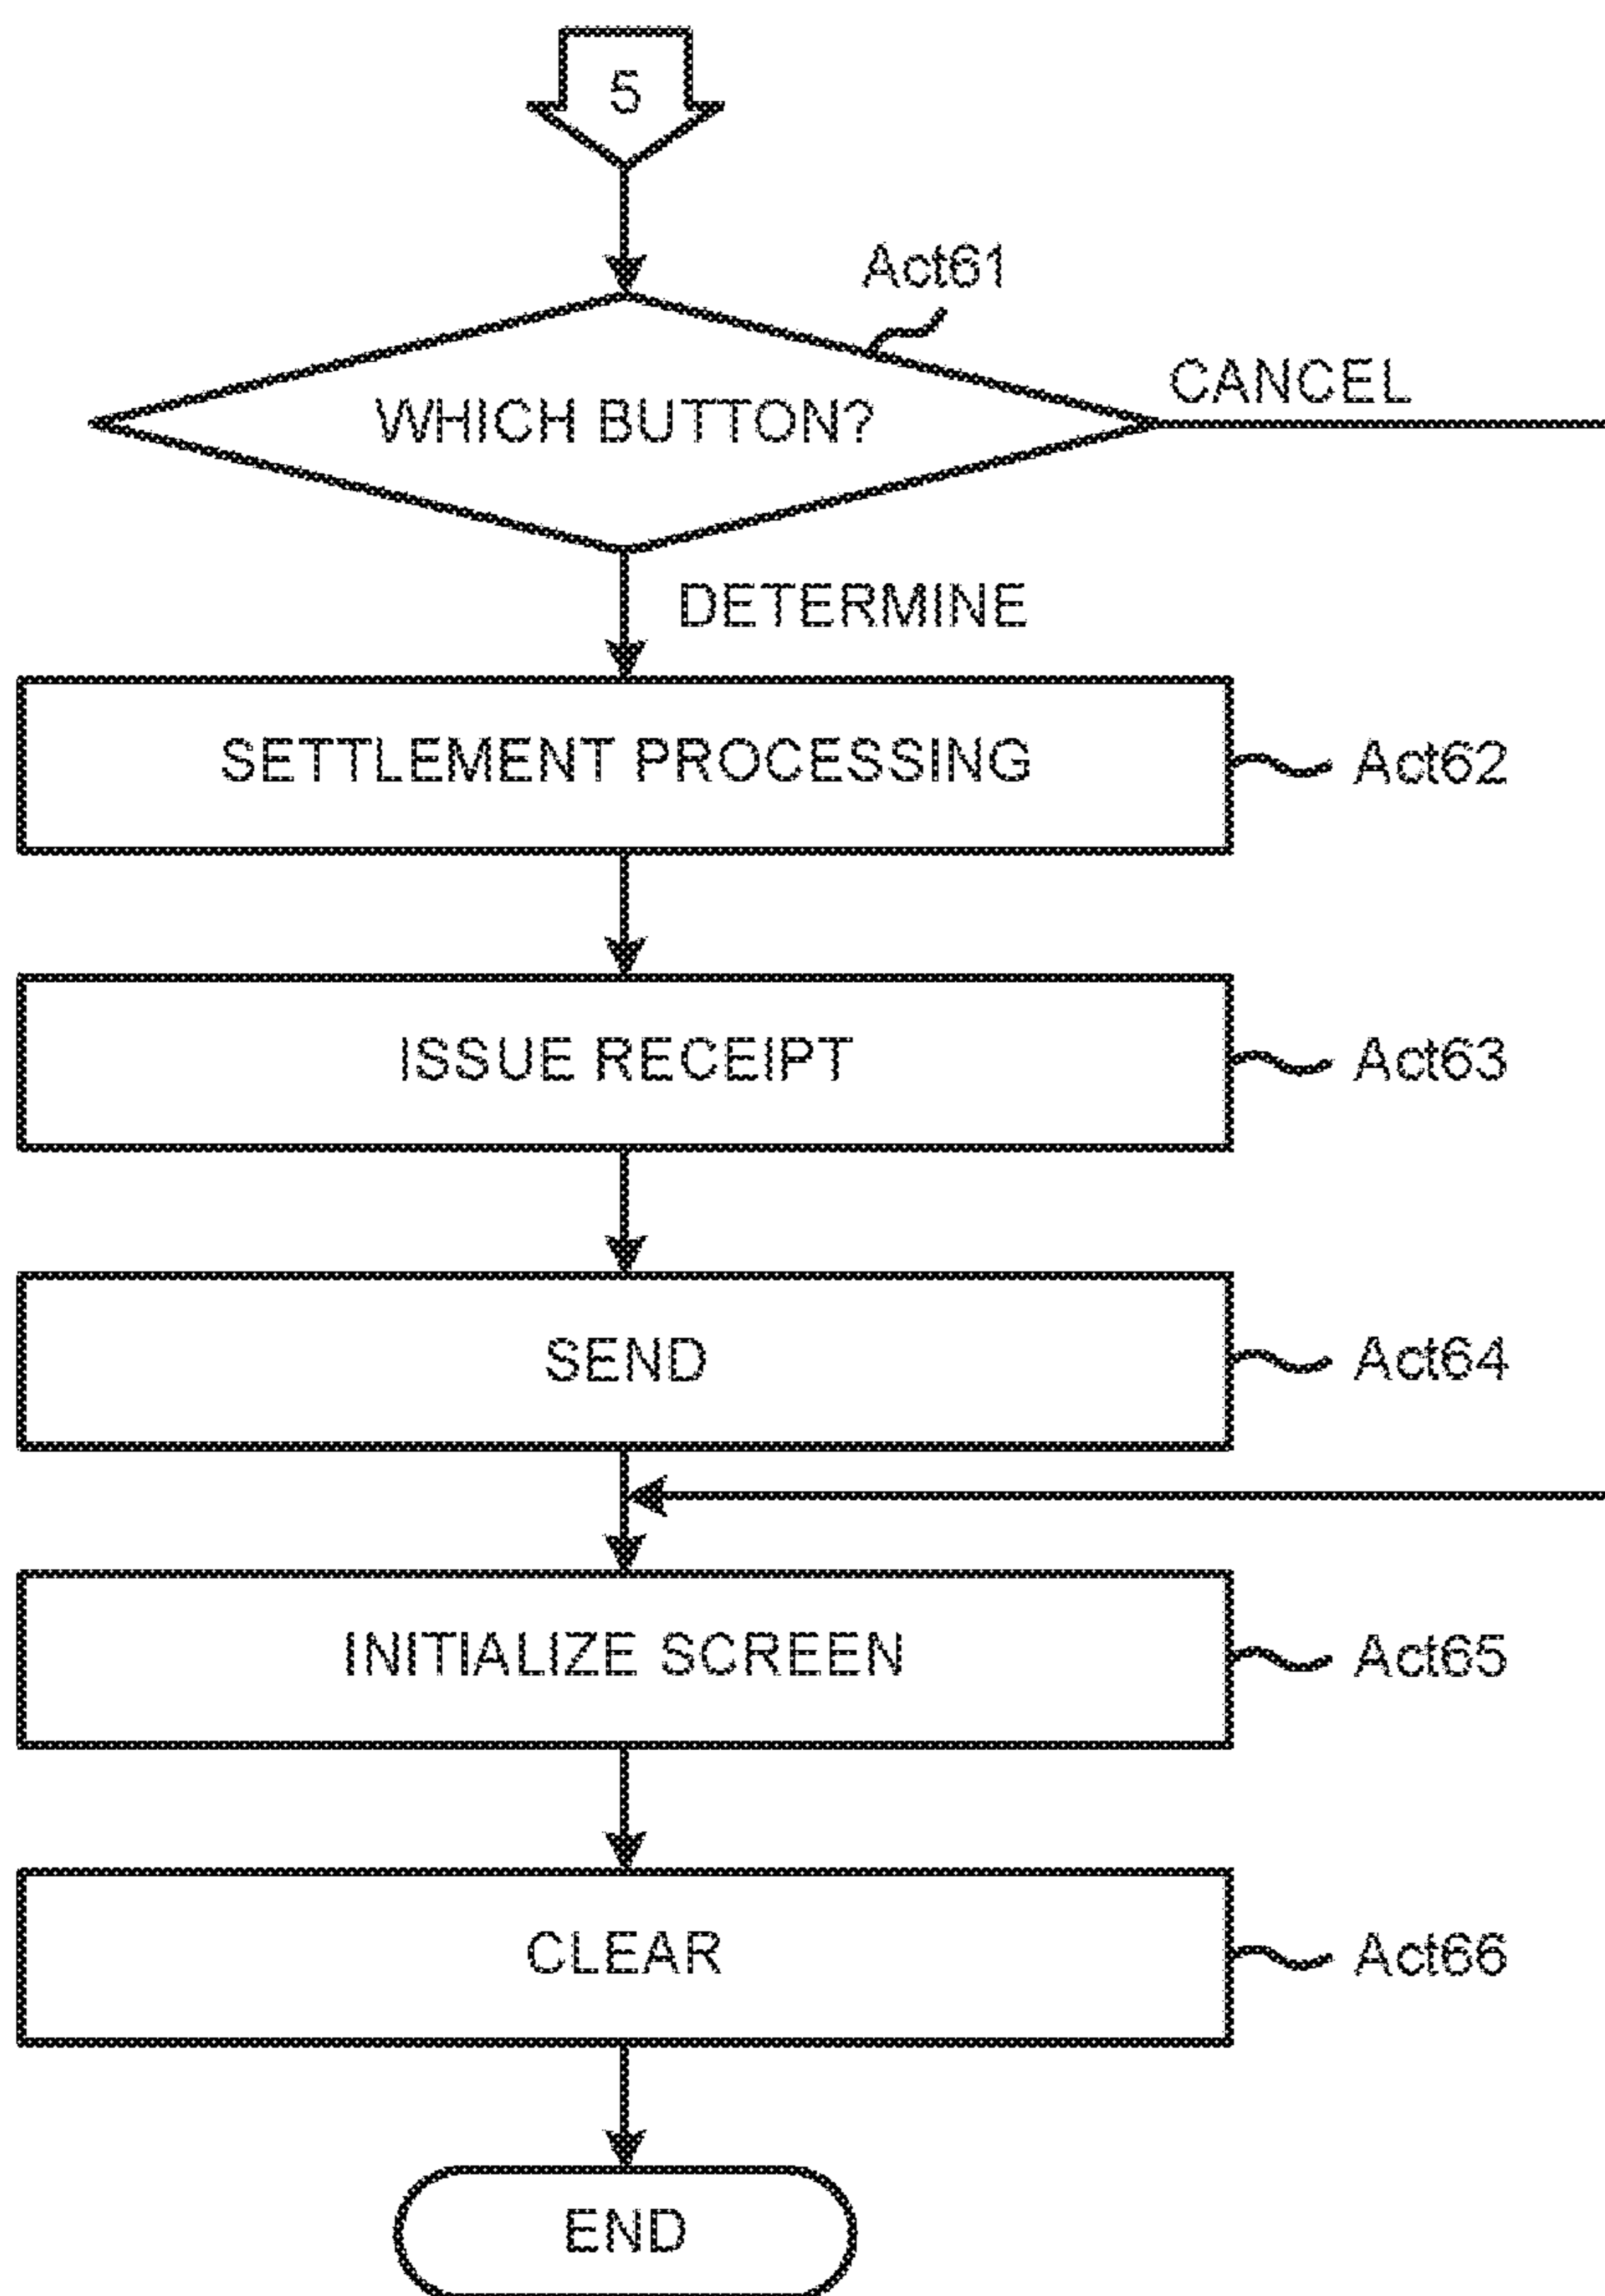 5
Act61
WHICH BUTTON?
CANCEL
DETERMINE
SETTLEMENT PROCESSING
Act62
ISSUE RECEIPT
Act63
SEND
Act64
INITIALIZE SCREEN
Act65
CLEAR
Act66
END